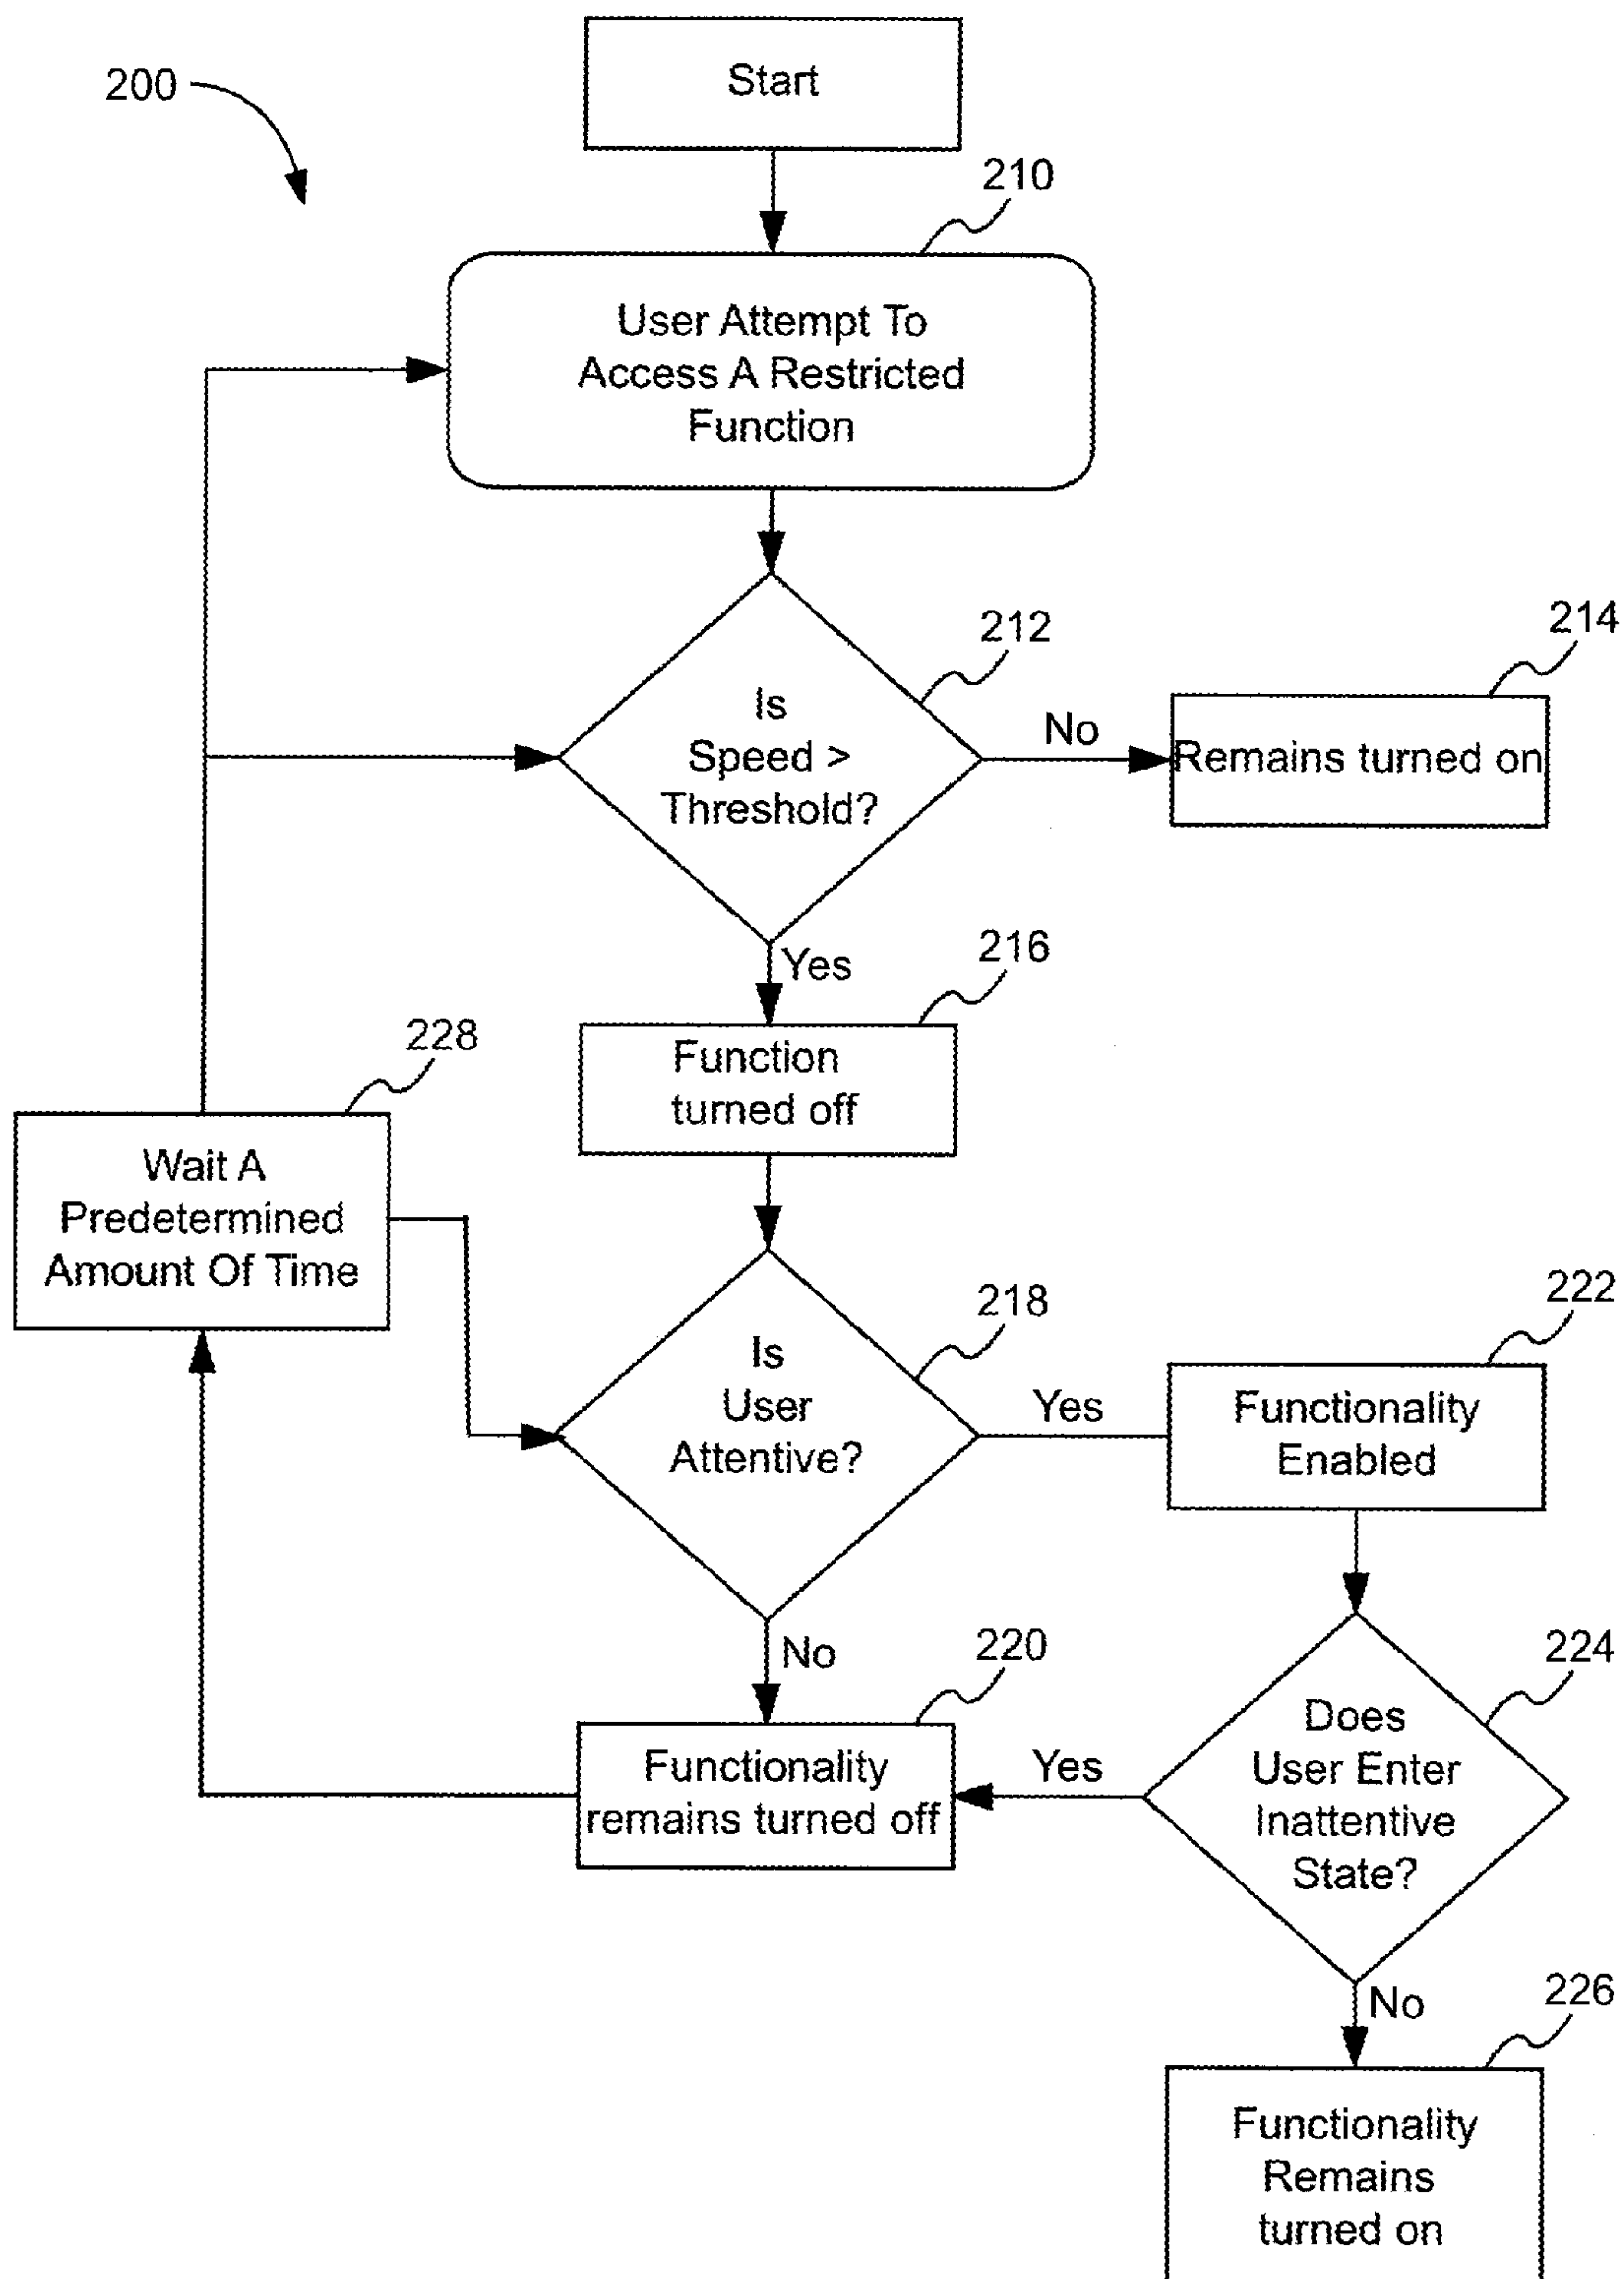 Start
200
210
User Attempt To
Access A Restricted
Function
212
214
Is
Speed >
Threshold?
No
Remains turned on
Yes
216
Function
turned off
228
Wait A
Predetermined
Amount Of Time
218
222
Is
User
Attentive?
Yes
Functionality
Enabled
No
220
224
Functionality
remains turned off
Yes
Does
User Enter
Inattentive
State?
No
226
Functionality
Remains
turned on